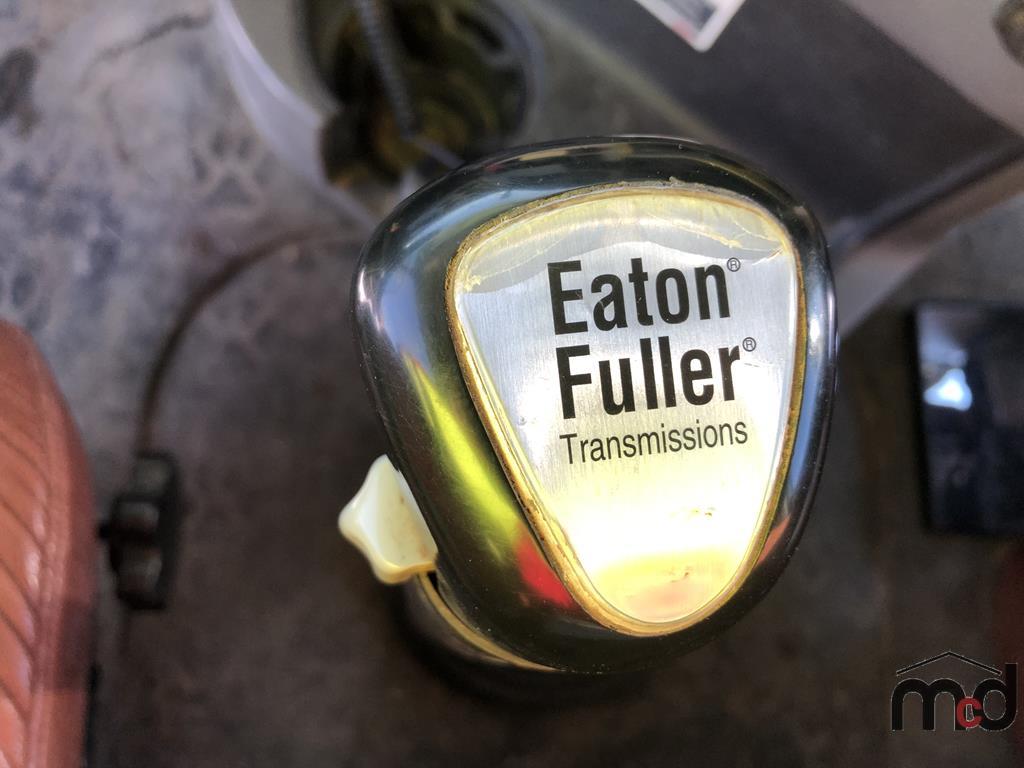 Eaton®
Fuller®
Transmissions
mcd